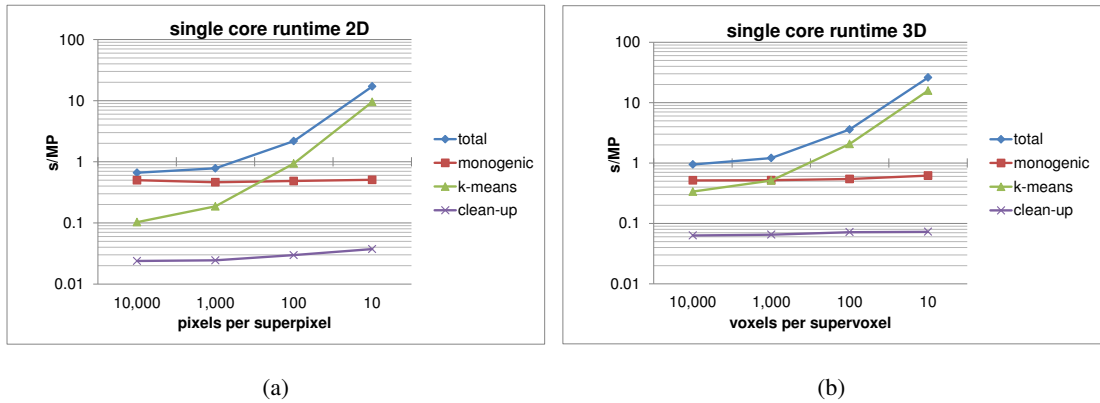 single core runtime 2D
100
10
1
0.1
0.01
s/MP
10,000 1,000 100 10
pixels per superpixel
total
monogenic
k-means
clean-up
(a)
single core runtime 3D
100
10
1
0.1
0.01
s/MP
10,000 1,000 100 10
voxels per supervoxel
total
monogenic
k-means
clean-up
(b)